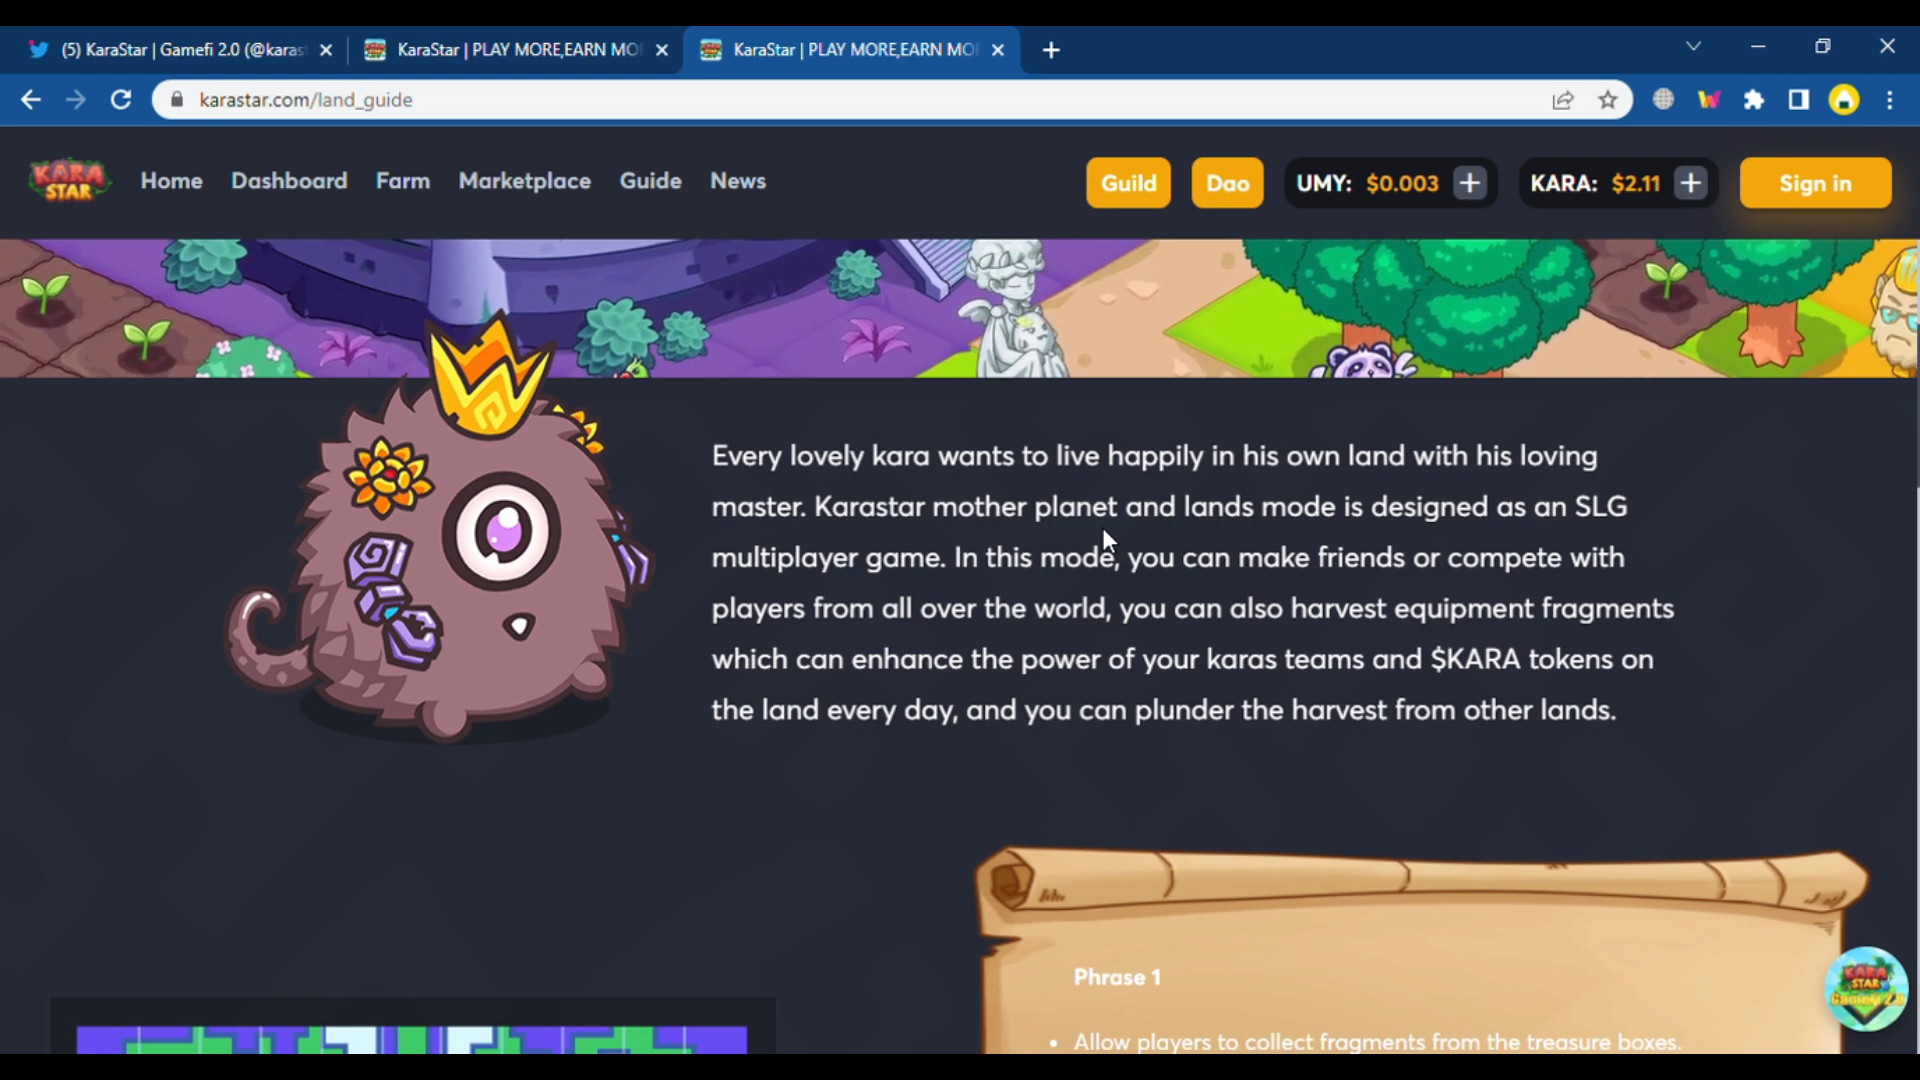 (5) KaraStar | Gamefi 2.0 (@karas
KaraStar | PLAY MORE,EARN MO
KaraStar | PLAY MORE,EARN MO
karastar.com/land_guide
KARA
STAR
Home Dashboard Farm Marketplace Guide News
Guild Dao UMY: $0.003 + KARA: $2.11 + Sign in
Every lovely kara wants to live happily in his own land with his loving
master. Karastar mother planet and lands mode is designed as an SLG
multiplayer game. In this mode, you can make friends or compete with
players from all over the world, you can also harvest equipment fragments
which can enhance the power of your karas teams and $KARA tokens on
the land every day, and you can plunder the harvest from other lands.
Phrase 1
• Allow players to collect fragments from the treasure boxes.
KARA
STAR
Gamefi 2.0